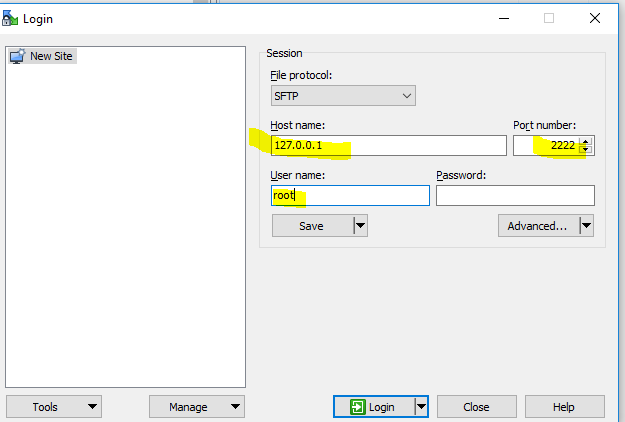 Login
New Site
Session
File protocol:
SFTP
Host name:
Port number:
127.0.0.1
2222
User name:
Password:
root
Save
Advanced...
Tools
Manage
Login
Close
Help